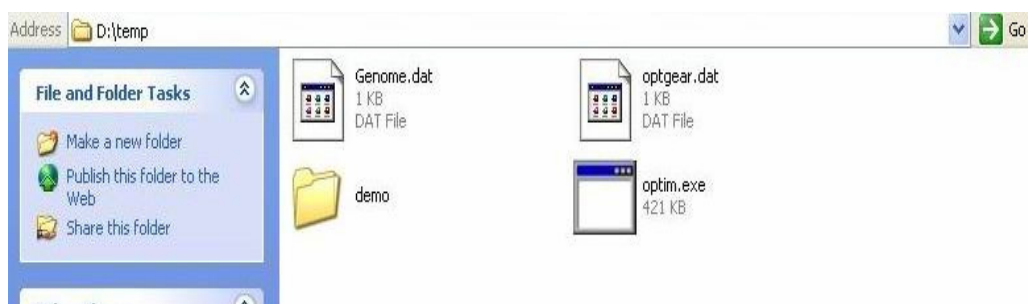 Address D:\temp Go
File and Folder Tasks
Make a new folder
Publish this folder to the
Web
Share this folder
Genome.dat
1 KB
DAT File
optgear.dat
1 KB
DAT File
demo
optim.exe
421 KB